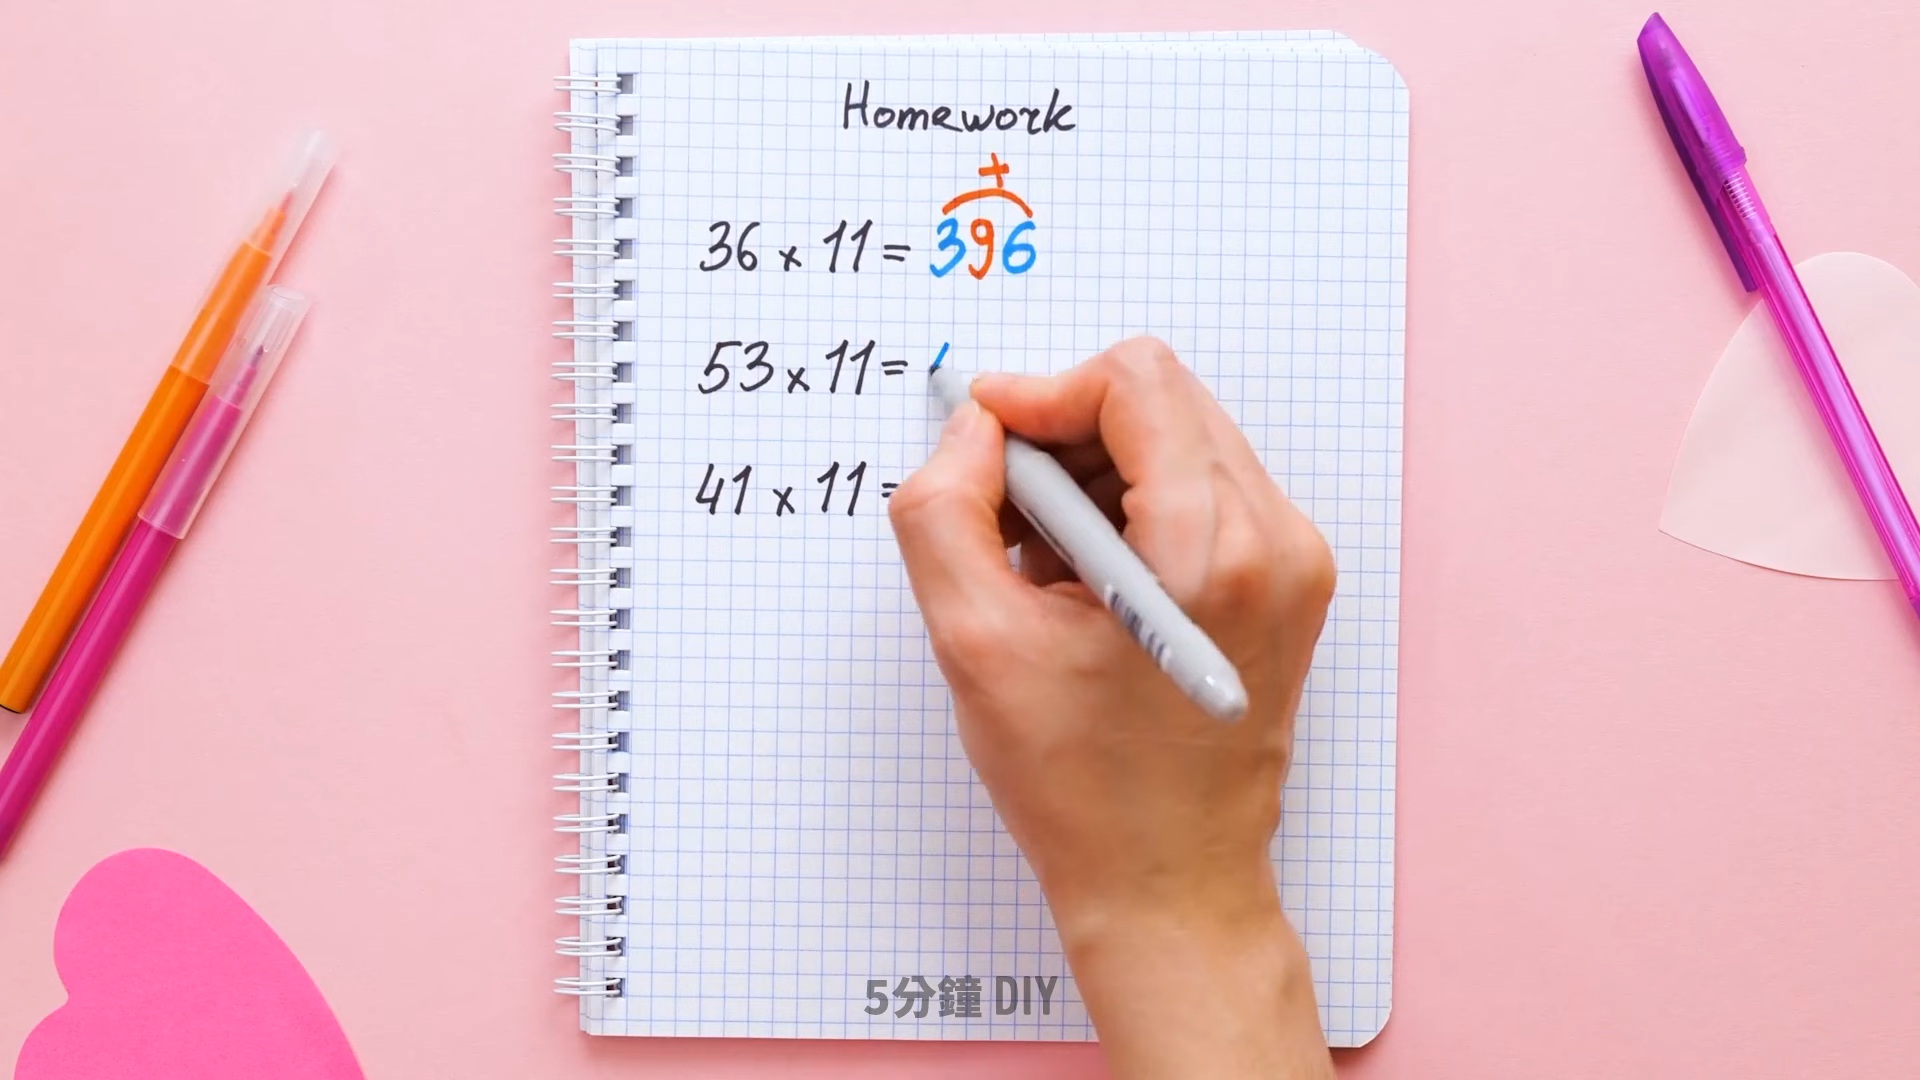 Homework
+
36 x 11 = 396
53 x 11 =
41 x 11 =
5分鐘 DIY